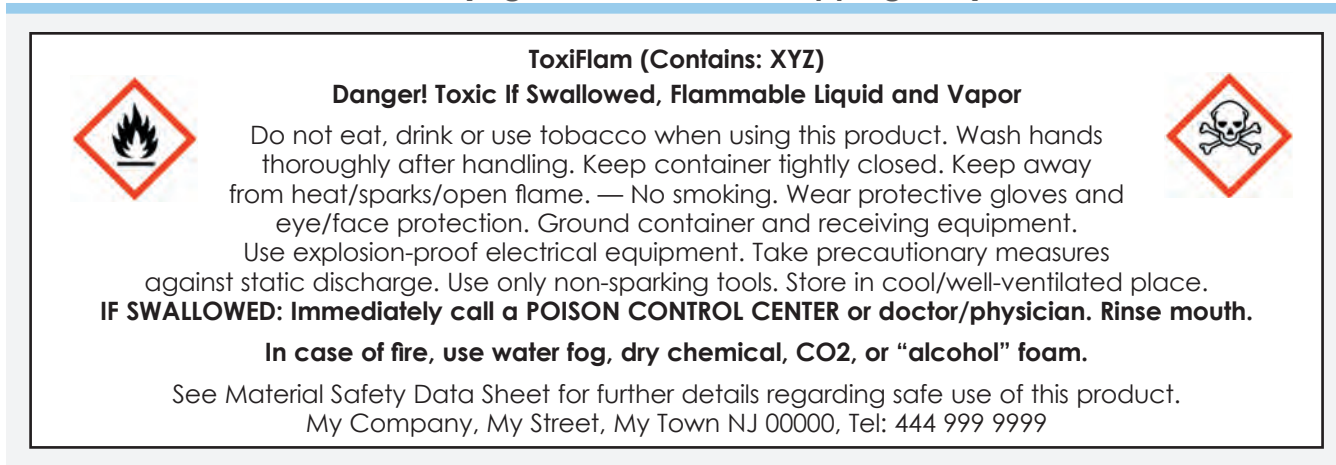 ToxiFlam (Contains: XYZ)
Danger! Toxic If Swallowed, Flammable Liquid and Vapor
Do not eat, drink or use tobacco when using this product. Wash hands
thoroughly after handling. Keep container tightly closed. Keep away
from heat/sparks/open flame. — No smoking. Wear protective gloves and
eye/face protection. Ground container and receiving equipment.
Use explosion-proof electrical equipment. Take precautionary measures
against static discharge. Use only non-sparking tools. Store in cool/well-ventilated place.
IF SWALLOWED: Immediately call a POISON CONTROL CENTER or doctor/physician. Rinse mouth.
In case of fire, use water fog, dry chemical, CO2, or “alcohol” foam.
See Material Safety Data Sheet for further details regarding safe use of this product.
My Company, My Street, My Town NJ 00000, Tel: 444 999 9999